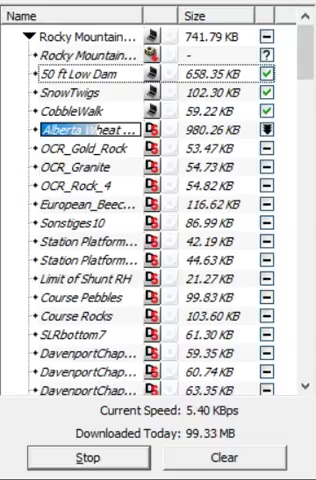 Name Size
Rocky Mountain... 741.79 KB
Rocky Mountain... - ?
50 ft Low Dam 658.35 KB
SnowTwigs 102.30 KB
CobbleWalk 59.22 KB
Alberta Wheat ... 980.26 KB
OCR_Gold_Rock 53.47 KB
OCR_Granite 54.73 KB
OCR_Rock_4 54.82 KB
European_Beec... 116.62 KB
Sonstiges10 86.99 KB
Station Platform... 42.19 KB
Station Platform... 44.63 KB
Limit of Shunt RH 21.27 KB
Course Pebbles 99.83 KB
Course Rocks 103.60 KB
SLRbottom7 61.30 KB
DavenportChap... 59.35 KB
DavenportChap... 60.74 KB
DavenportChap... 63.35 KB
Current Speed: 5.40 KBps
Downloaded Today: 99.33 MB
Stop Clear